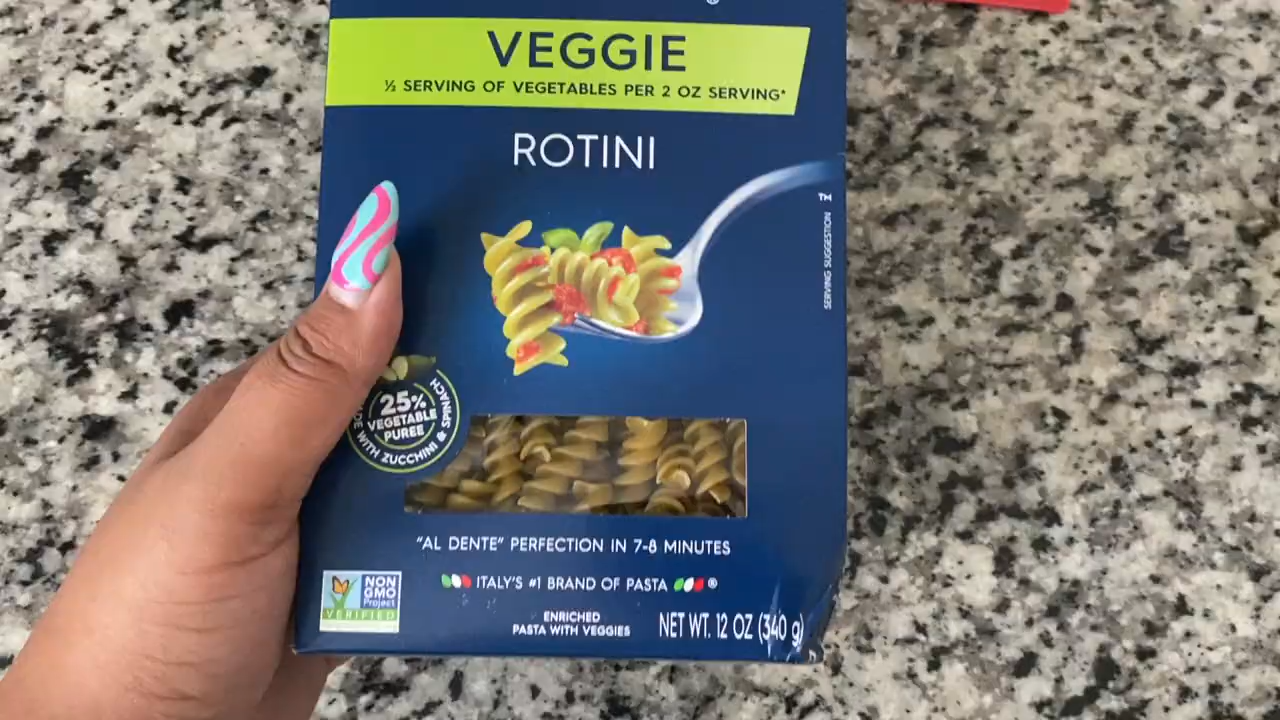 ®
VEGGIE
½ SERVING OF VEGETABLES PER 2 OZ SERVING*
ROTINI
TM
SERVING SUGGESTION
25%
VEGETABLE
PUREE
WITH ZUCCHINI & SPINACH
"AL DENTE" PERFECTION IN 7-8 MINUTES
ITALY'S #1 BRAND OF PASTA ®
NON
GMO
Project
VERIFIED
ENRICHED
PASTA WITH VEGGIES
NET WT. 12 OZ (340 g)